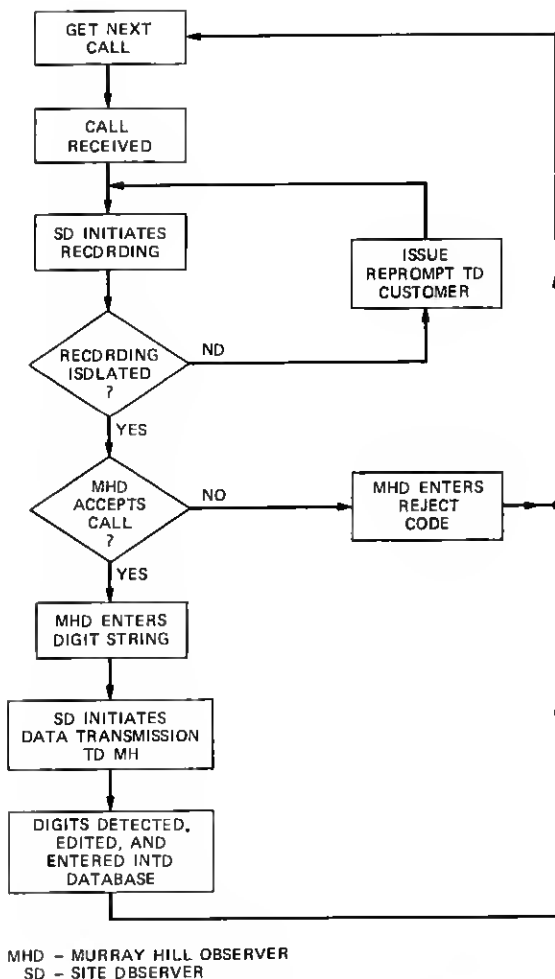 GET NEXT
CALL
CALL
RECEIVED
SD INITIATES
RECDRDING
ISSUE
REPROMPT TD
CUSTOMER
RECDRDING
ISDLATED
?
ND
YES
MHD
ACCEPTS
CALL
?
NO
MHD ENTERS
REJECT
CODE
YES
MHD ENTERS
DIGIT STRING
SD INITIATES
DATA TRANSMISSION
TD MH
DIGITS DETECTED,
EDITED, AND
ENTERED INTD
DATABASE
MHD – MURRAY HILL OBSERVER
SD – SITE DBSERVER